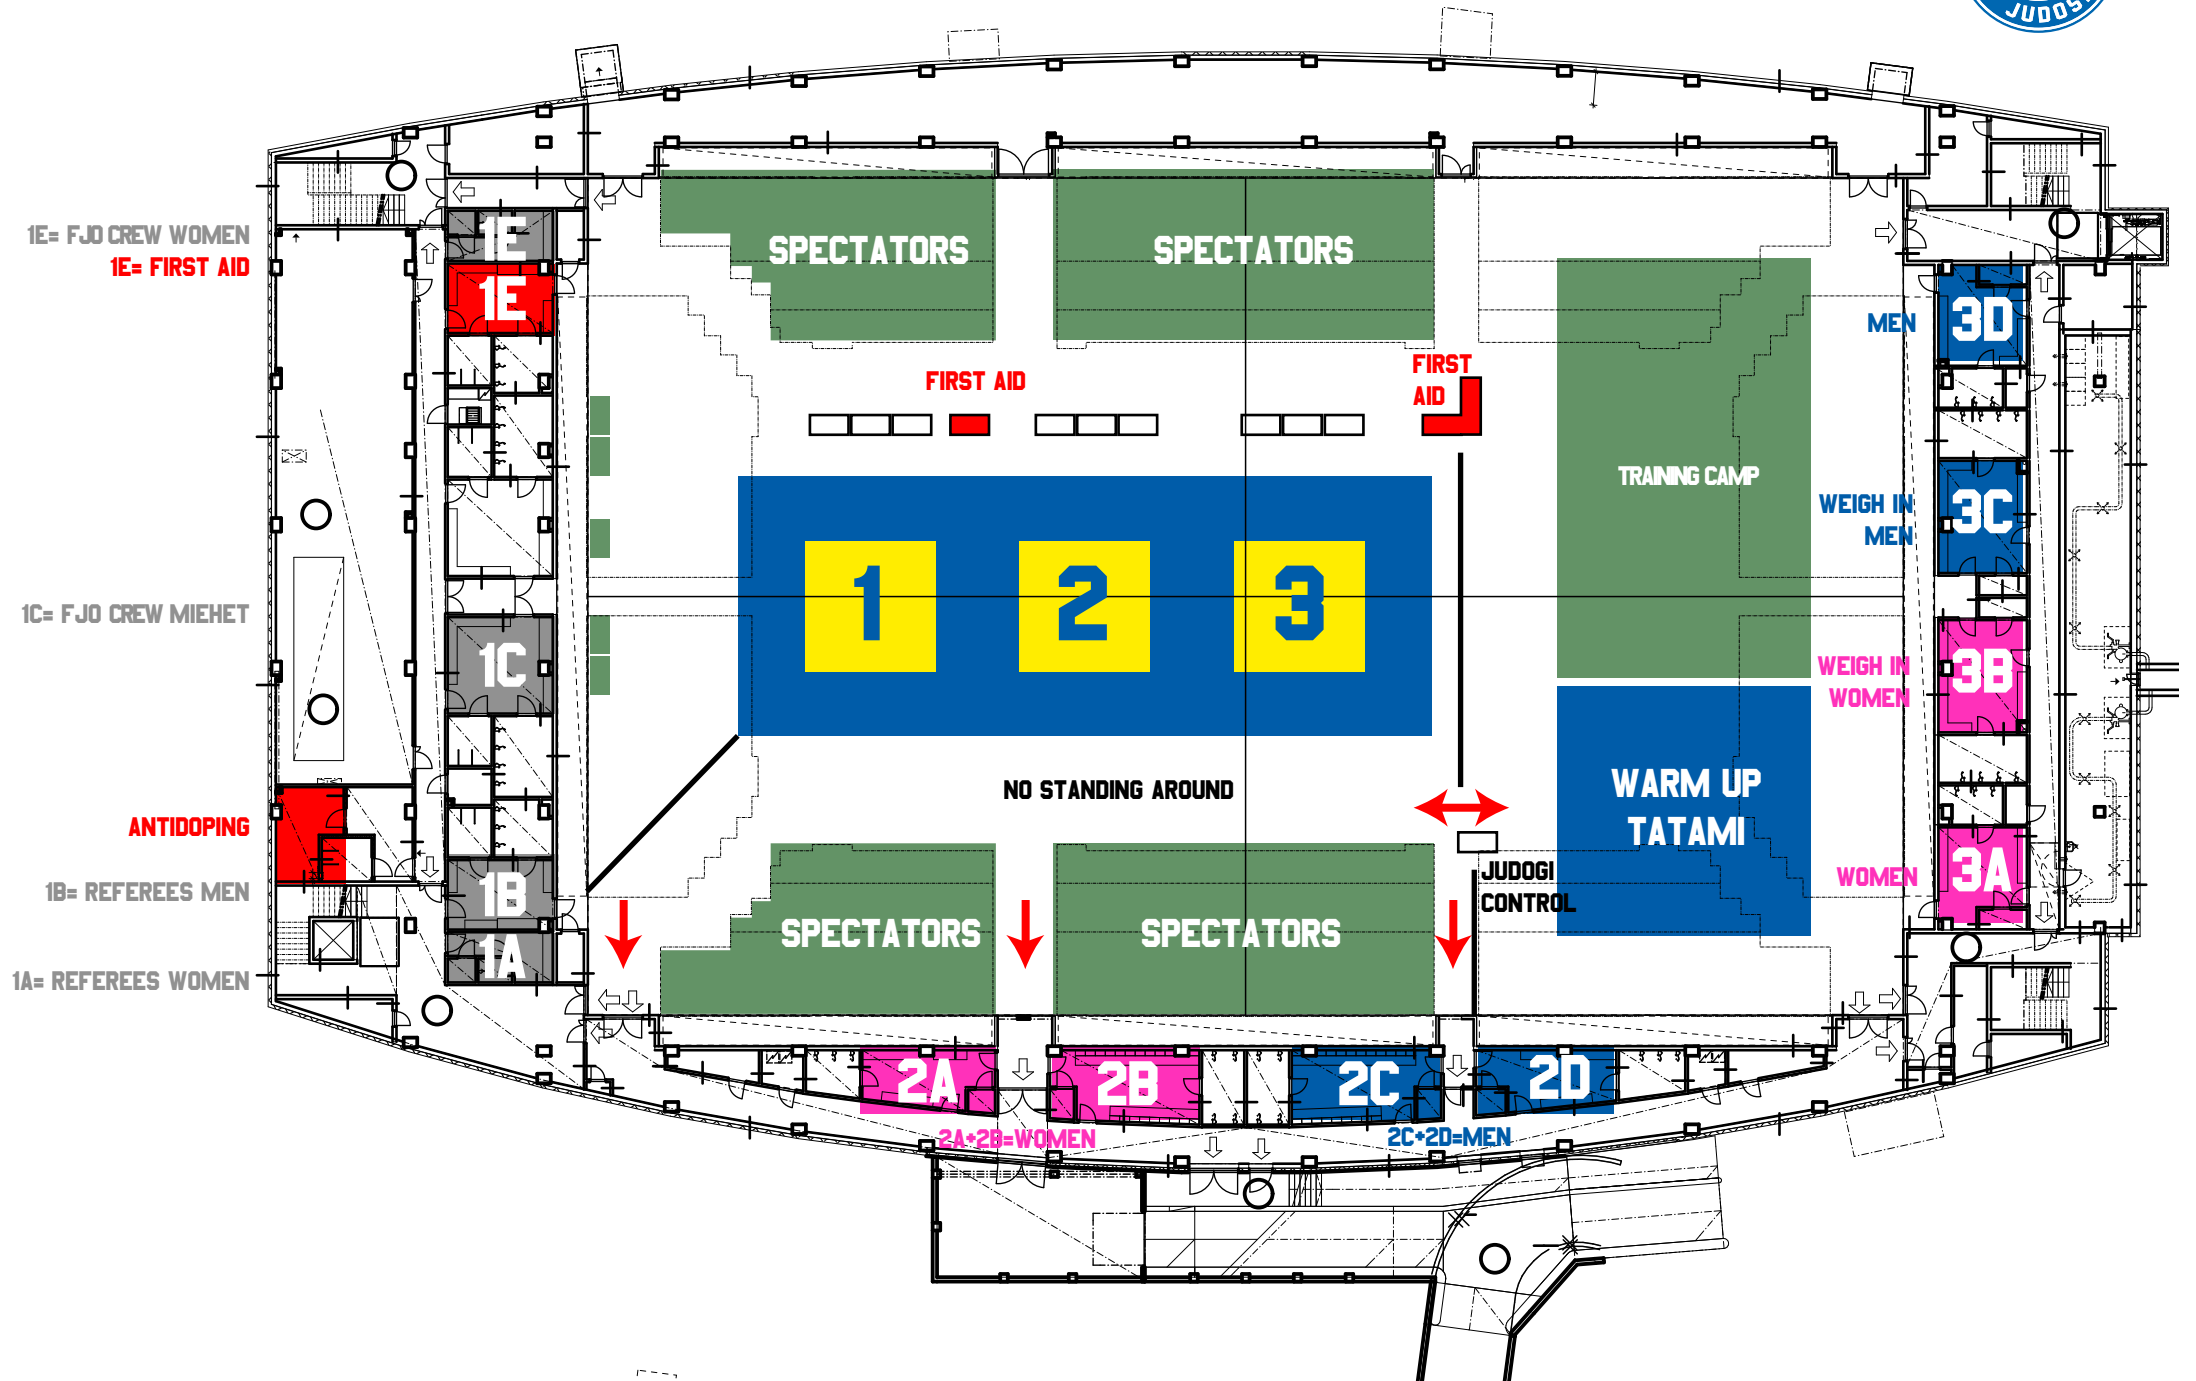 JUDOS
1E= FJO CREW WOMEN
1E= FIRST AID
1E
1E
SPECTATORS
SPECTATORS
MEN
3D
FIRST AID
FIRST
AID
TRAINING CAMP
WEIGH IN
MEN
3C
1
2
3
1C= FJO CREW MIEHET
1C
WEIGH IN
WOMEN
3B
NO STANDING AROUND
WARM UP
TATAMI
ANTIDOPING
JUDOGI
CONTROL
WOMEN
3A
1B= REFEREES MEN
1B
SPECTATORS
SPECTATORS
1A= REFEREES WOMEN
1A
2A
2B
2C
2D
2A+2B=WOMEN
2C+2D=MEN